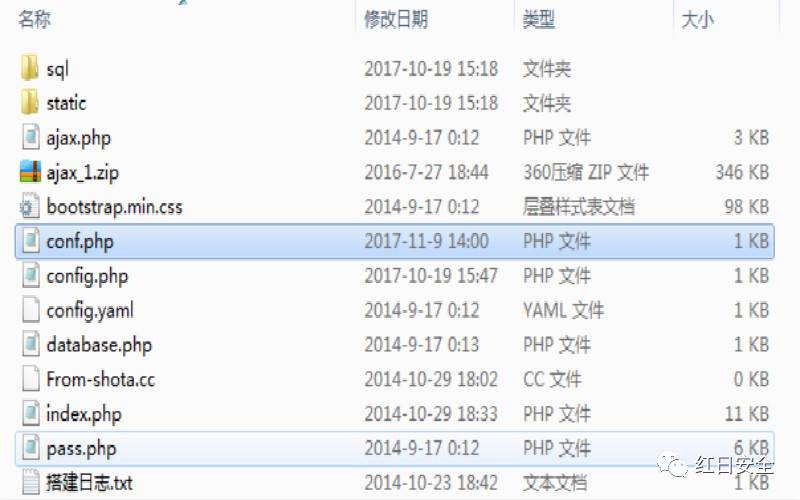 名称 修改日期 类型 大小
sql 2017-10-19 15:18 文件夹
static 2017-10-19 15:18 文件夹
ajax.php 2014-9-17 0:12 PHP 文件 3 KB
ajax_1.zip 2016-7-27 18:44 360压缩 ZIP 文件 346 KB
bootstrap.min.css 2014-9-17 0:12 层叠样式表文档 98 KB
conf.php 2017-11-9 14:00 PHP 文件 1 KB
config.php 2017-10-19 15:47 PHP 文件 1 KB
config.yaml 2014-9-17 0:12 YAML 文件 1 KB
database.php 2014-9-17 0:13 PHP 文件 1 KB
From-shota.cc 2014-10-29 18:02 CC 文件 0 KB
index.php 2014-10-29 18:33 PHP 文件 11 KB
pass.php 2014-9-17 0:12 PHP 文件 6 KB
红日安全
搭建日志.txt 2014-10-23 18:42 文本文档 1 KB